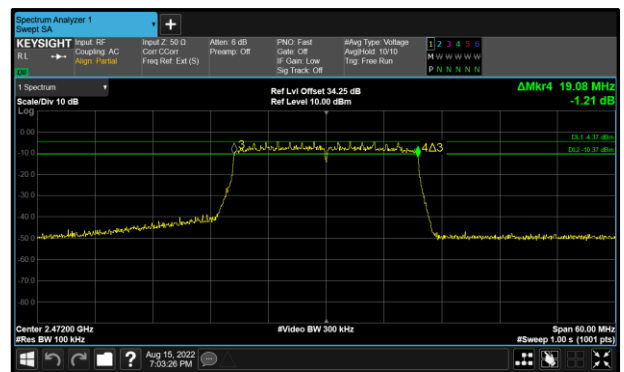 Spectrum Analyzer 1
Swept SA
+
KEYSIGHT Input: RF Input Z: 50 Ω Atten: 6 dB PNO: Fast #Avg Type: Voltage 1 2 3 4 5 6
RL Coupling: AC Corr CCorr Preamp: Off Gate: Off Avg|Hold: 10/10 M W W W W W
Align: Partial Freq Ref: Ext (S) IF Gain: Low Trig: Free Run
Sig Track: Off P N N N N N
1 Spectrum Ref Lvl Offset 34.25 dB ΔMkr4 19.08 MHz
Scale/Div 10 dB Ref Level 10.00 dBm -1.21 dB
Log
0.00 DL1 -4.37 dBm
3 4Δ3
-10.0 DL2 -10.37 dBm
-20.0
-30.0
-40.0
-50.0
-60.0
-70.0
-80.0
Center 2.47200 GHz #Video BW 300 kHz Span 60.00 MHz
#Res BW 100 kHz #Sweep 1.00 s (1001 pts)
? Aug 15, 2022
7:03:26 PM